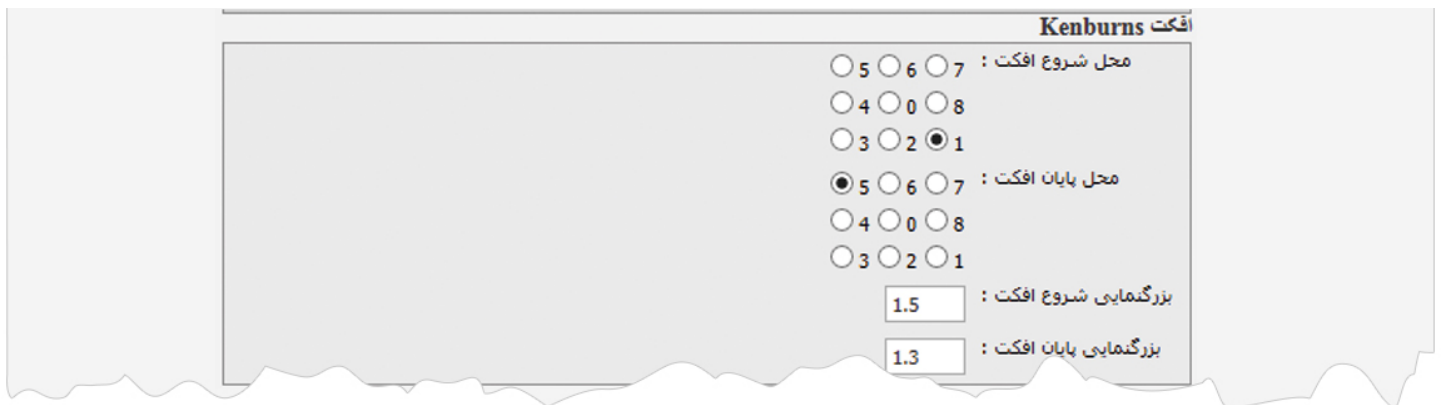 افکت Kenburns
محل شروع افکت : 7 6 5
8 0 4
1 2 3
محل پایان افکت : 7 6 5
8 0 4
1 2 3
بزرگنمایی شروع افکت : 1.5
بزرگنمایی پایان افکت : 1.3